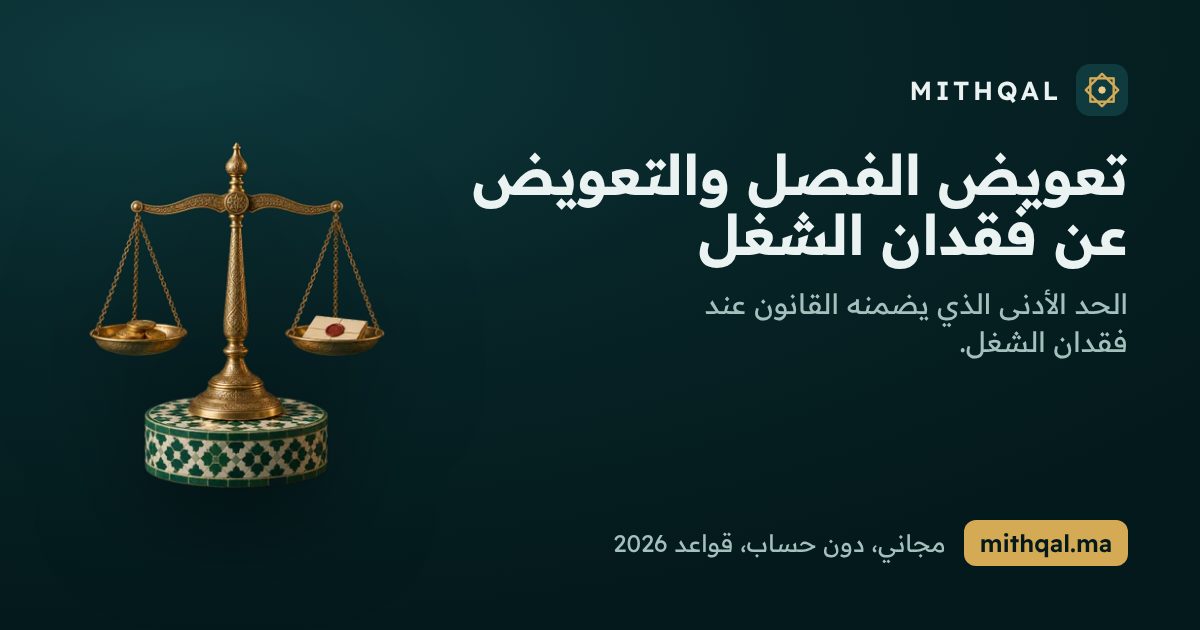 MITHQAL
تعويض الفصل والتعويض
عن فقدان الشغل
الحد الأدنى الذي يضمنه القانون عند
فقدان الشغل.
mithqal.ma
مجاني، دون حساب، قواعد 2026